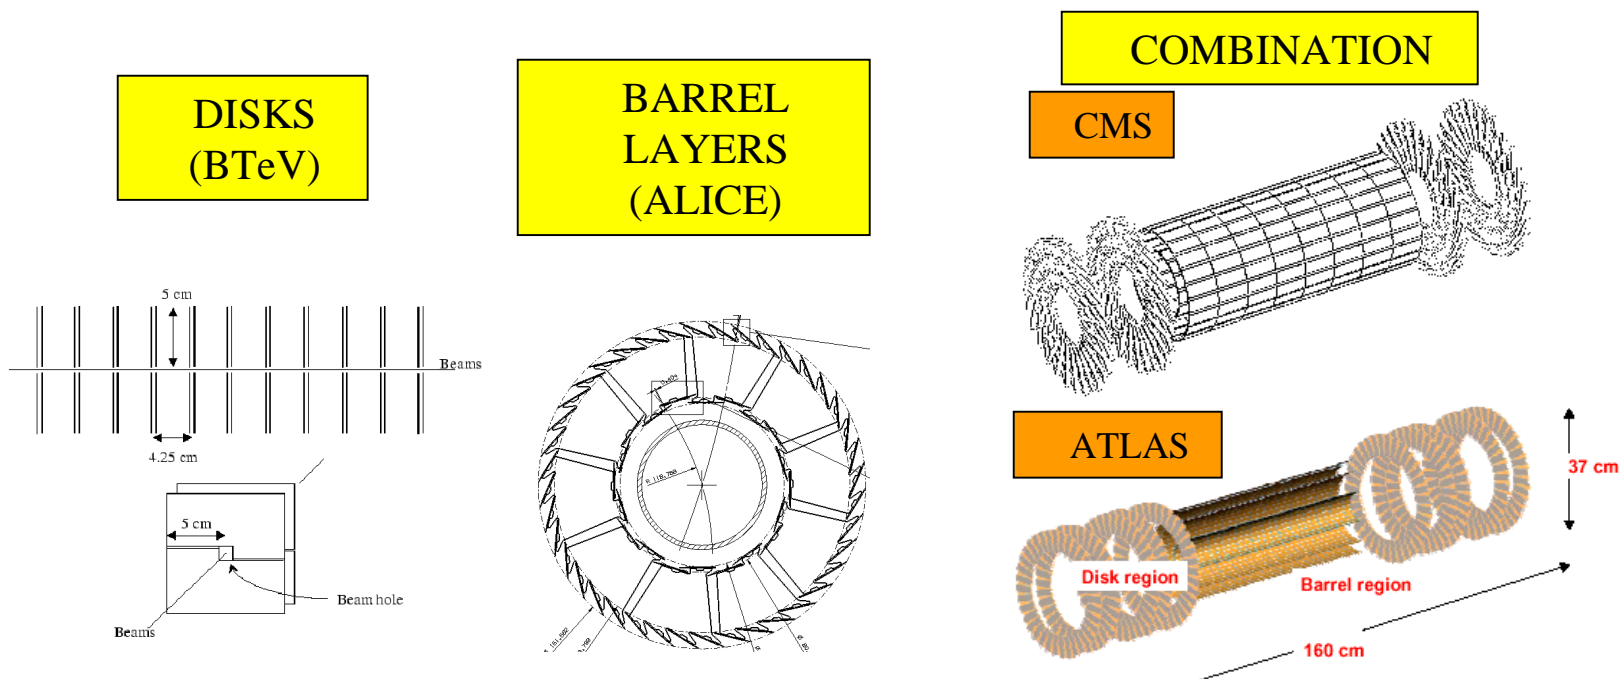 DISKS
(BTeV)
5 cm
Beams
4.25 cm
5 cm
Beam hole
Beams
BARREL
LAYERS
(ALICE)
COMBINATION
CMS
ATLAS
37 cm
Disk region
Barrel region
160 cm